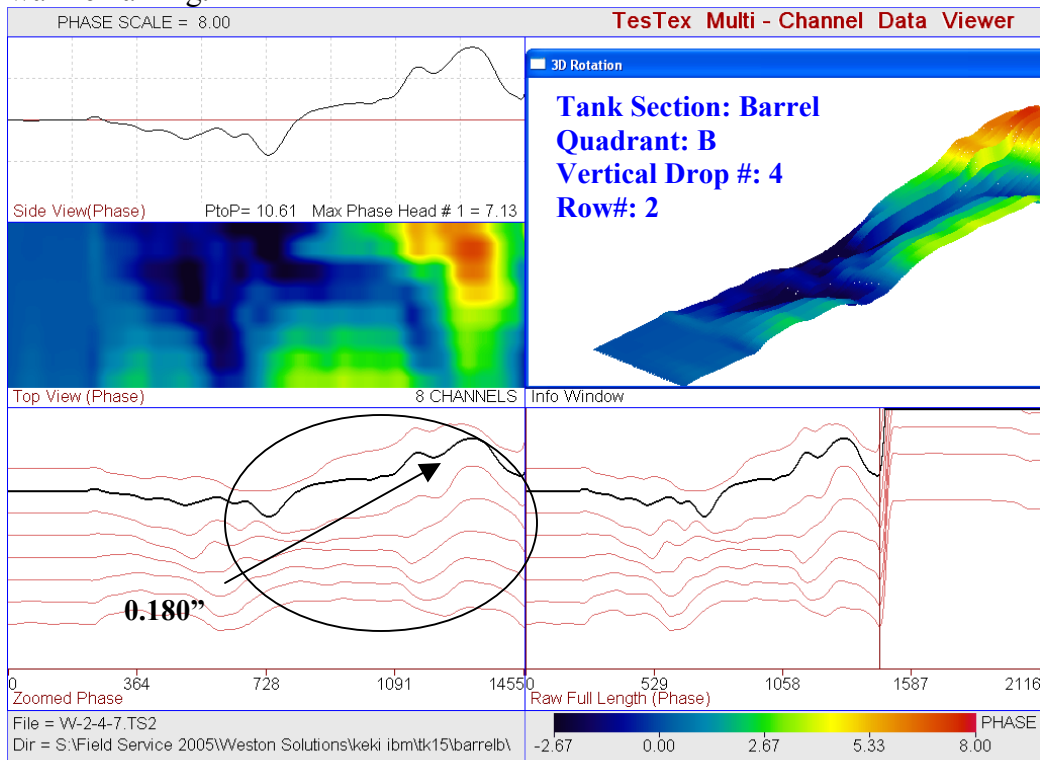 PHASE SCALE = 8.00
TesTex Multi - Channel Data Viewer
3D Rotation
Tank Section: Barrel
Quadrant: B
Vertical Drop #: 4
Row#: 2
Side View(Phase) PtoP= 10.61 Max Phase Head # 1 = 7.13
Top View (Phase) 8 CHANNELS
Info Window
0.180”
0 364 728 1091 1455
Zoomed Phase
0 529 1058 1587 2116
Raw Full Length (Phase)
File = W-2-4-7.TS2
Dir = S:\Field Service 2005\Weston Solutions\keki ibm\tk15\barrelb\
PHASE
-2.67 0.00 2.67 5.33 8.00